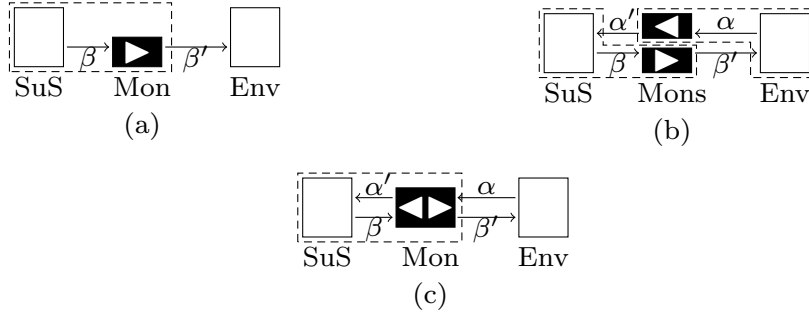 α′ α
β β′
SuS Mon Env
(a)
β β′
SuS Mons Env
(b)
α′ α
β β′
SuS Mon Env
(c)